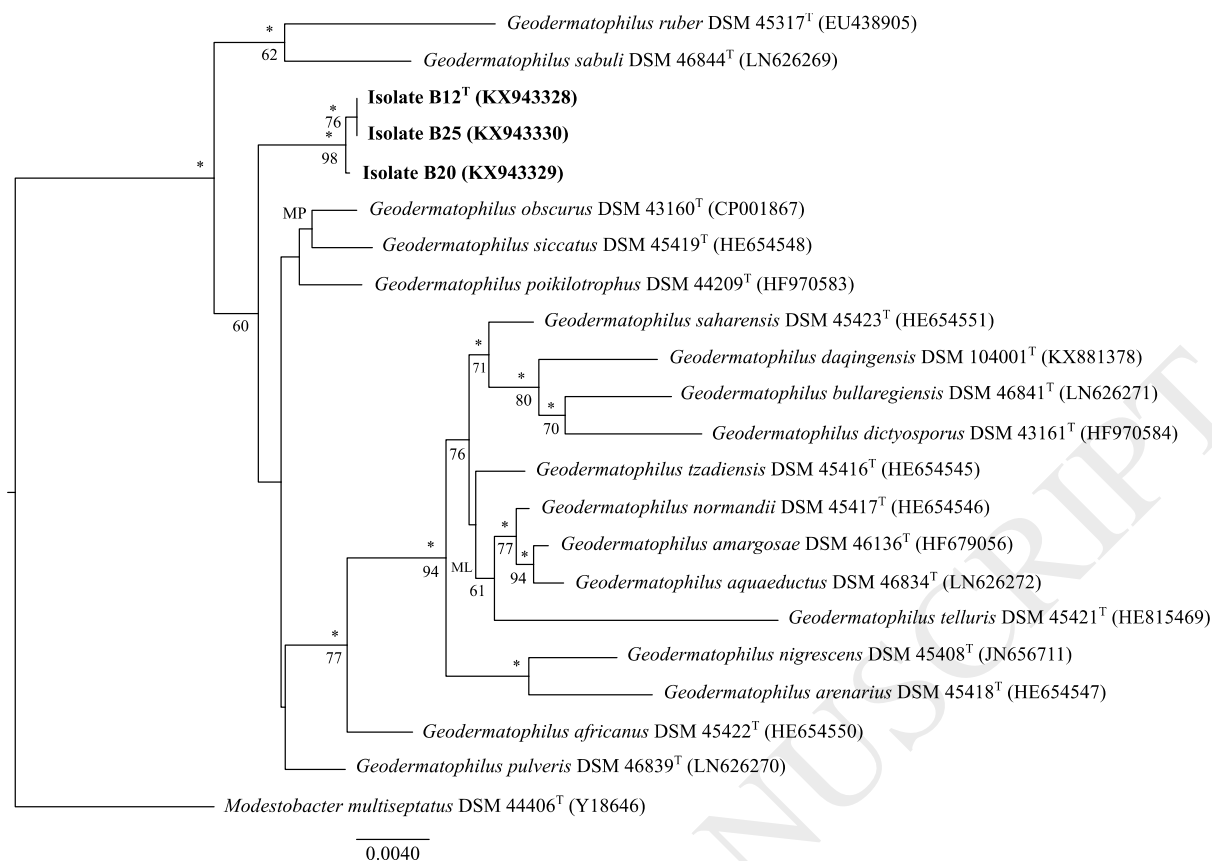 Geodermatophilus ruber DSM 45317ᵀ (EU438905)
*
62
Geodermatophilus sabuli DSM 46844ᵀ (LN626269)
Isolate B12ᵀ (KX943328)
*
76
Isolate B25 (KX943330)
*
98
*
Isolate B20 (KX943329)
MP
Geodermatophilus obscurus DSM 43160ᵀ (CP001867)
Geodermatophilus siccatus DSM 45419ᵀ (HE654548)
Geodermatophilus poikilotrophus DSM 44209ᵀ (HF970583)
60
Geodermatophilus saharensis DSM 45423ᵀ (HE654551)
*
71
Geodermatophilus daqingensis DSM 104001ᵀ (KX881378)
*
80
Geodermatophilus bullaregiensis DSM 46841ᵀ (LN626271)
*
70
Geodermatophilus dictyosporus DSM 43161ᵀ (HF970584)
76
Geodermatophilus tzadiensis DSM 45416ᵀ (HE654545)
Geodermatophilus normandii DSM 45417ᵀ (HE654546)
*
77
Geodermatophilus amargosae DSM 46136ᵀ (HF679056)
*
94
*
94
ML
61
Geodermatophilus aquaeductus DSM 46834ᵀ (LN626272)
Geodermatophilus telluris DSM 45421ᵀ (HE815469)
*
77
Geodermatophilus nigrescens DSM 45408ᵀ (JN656711)
*
Geodermatophilus arenarius DSM 45418ᵀ (HE654547)
Geodermatophilus africanus DSM 45422ᵀ (HE654550)
Geodermatophilus pulveris DSM 46839ᵀ (LN626270)
Modestobacter multiseptatus DSM 44406ᵀ (Y18646)
0.0040
NUSCRIPT